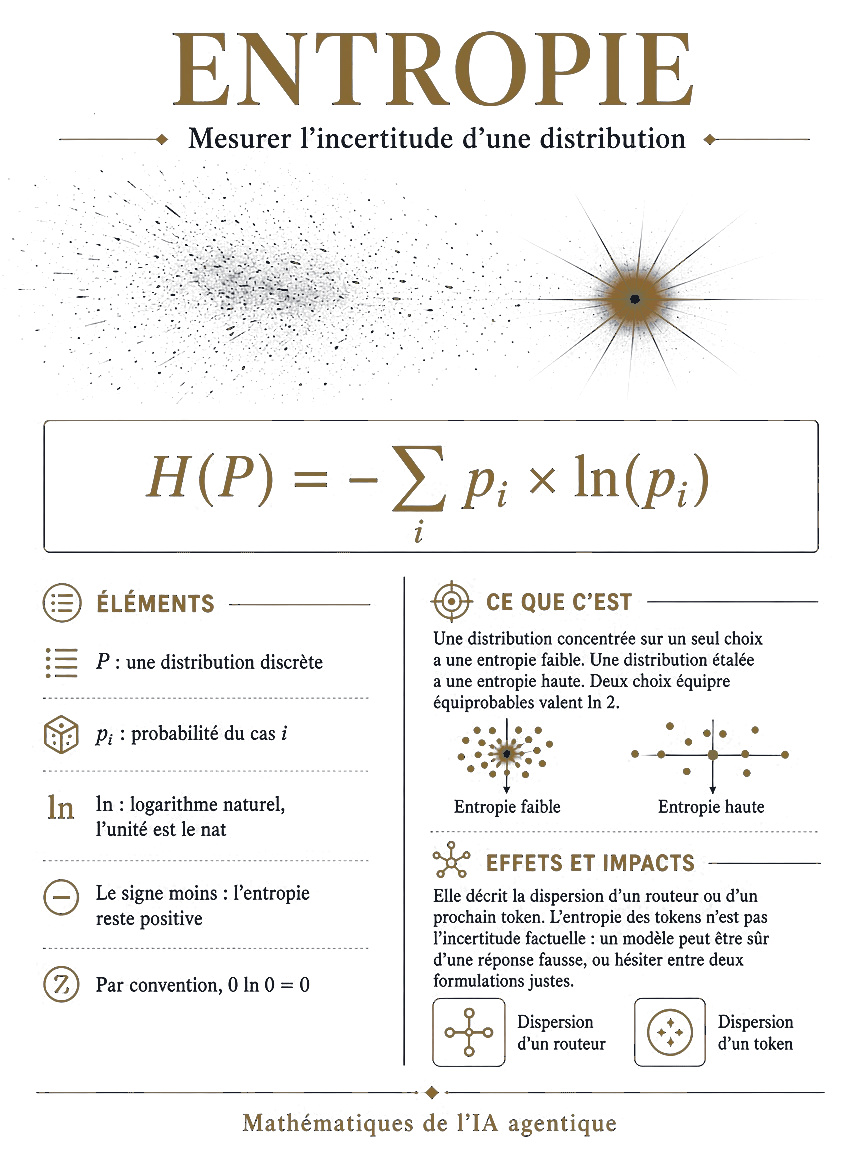 ENTROPIE
Mesurer l'incertitude d'une distribution
H(P) = − ∑ i p_i × ln(p_i)
ÉLÉMENTS
P : une distribution discrète
p_i : probabilité du cas i
ln
ln : logarithme naturel,
l'unité est le nat
Le signe moins : l'entropie
reste positive
Par convention, 0 ln 0 = 0
CE QUE C'EST
Une distribution concentrée sur un seul choix
a une entropie faible. Une distribution étalée
a une entropie haute. Deux choix équipre
équiprobables valent ln 2.
Entropie faible
Entropie haute
EFFETS ET IMPACTS
Elle décrit la dispersion d'un routeur ou d'un
prochain token. L'entropie des tokens n'est pas
l'incertitude factuelle : un modèle peut être sûr
d'une réponse fausse, ou hésiter entre deux
formulations justes.
Dispersion
d'un routeur
Dispersion
d'un token
Mathématiques de l'IA agentique